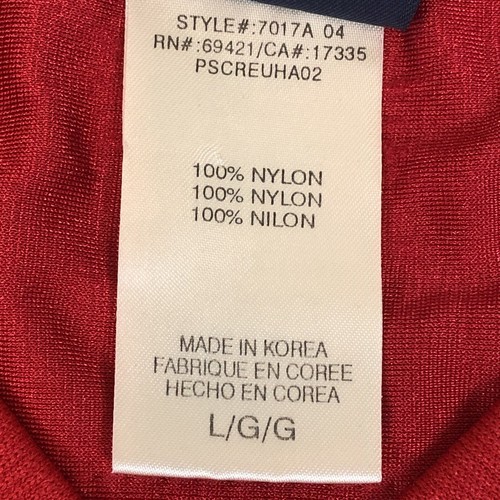 STYLE#:7017A 04
RN#:69421/CA#:17335
PSCREUHA02
100% NYLON
100% NYLON
100% NILON
MADE IN KOREA
FABRIQUE EN COREE
HECHO EN COREA
L/G/G